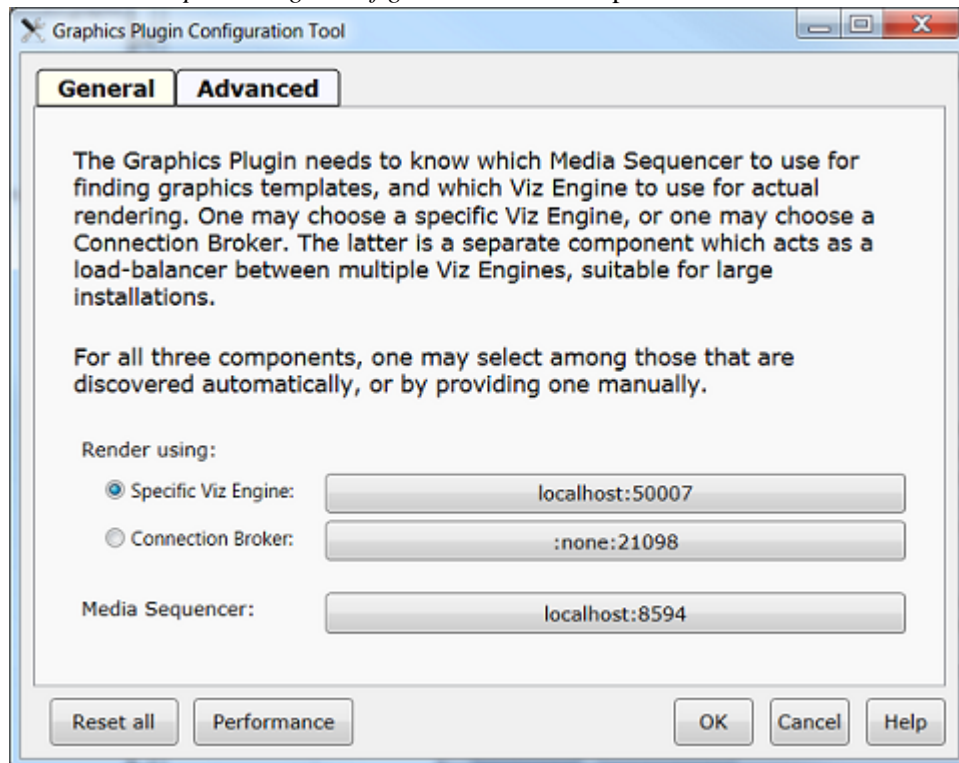 Graphics Plugin Configuration Tool
General Advanced
The Graphics Plugin needs to know which Media Sequencer to use for
finding graphics templates, and which Viz Engine to use for actual
rendering. One may choose a specific Viz Engine, or one may choose a
Connection Broker. The latter is a separate component which acts as a
load-balancer between multiple Viz Engines, suitable for large
installations.
For all three components, one may select among those that are
discovered automatically, or by providing one manually.
Render using:
Specific Viz Engine: localhost:50007
Connection Broker: :none:21098
Media Sequencer: localhost:8594
Reset all Performance OK Cancel Help